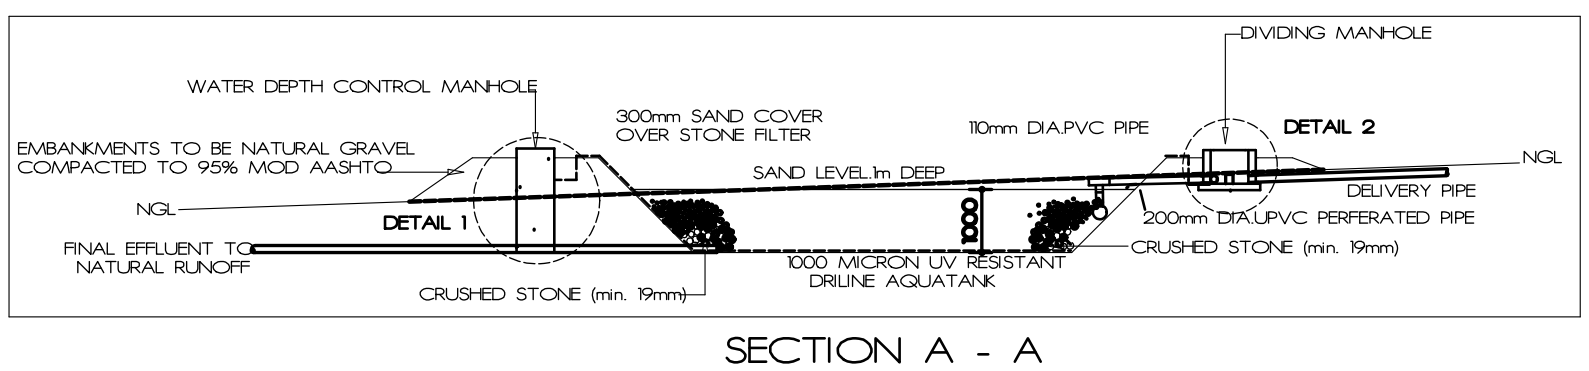 DIVIDING MANHOLE
WATER DEPTH CONTROL MANHOLE
300mm SAND COVER
OVER STONE FILTER
110mm DIA.PVC PIPE
DETAIL 2
EMBANKMENTS TO BE NATURAL GRAVEL
COMPACTED TO 95% MOD AASHTO
NGL
SAND LEVEL.1m DEEP
DELIVERY PIPE
NGL
DETAIL 1
1000
200mm DIA.UPVC PERFERATED PIPE
FINAL EFFLUENT TO
NATURAL RUNOFF
CRUSHED STONE (min. 19mm)
1000 MICRON UV RESISTANT
DRILINE AQUATANK
CRUSHED STONE (min. 19mm)
SECTION A - A